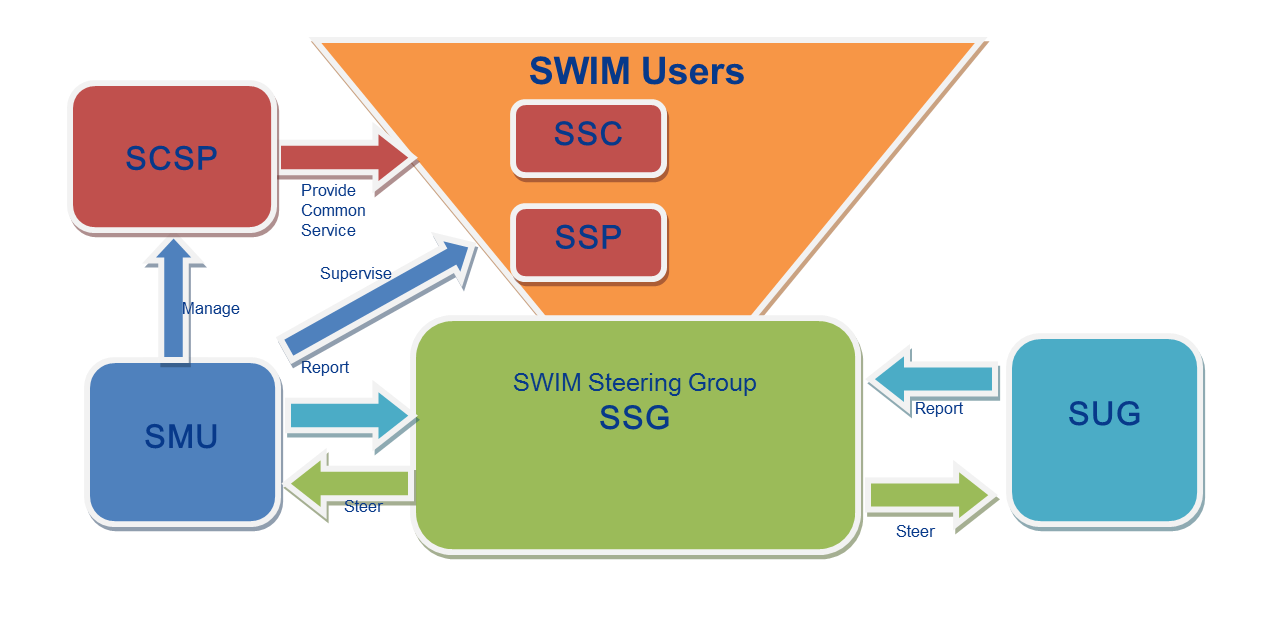 SWIM Users
SSC
SCSP
Provide
Common
Service
SSP
Supervise
Manage
Report
SWIM Steering Group
SSG
SMU
Steer
Report
SUG
Steer